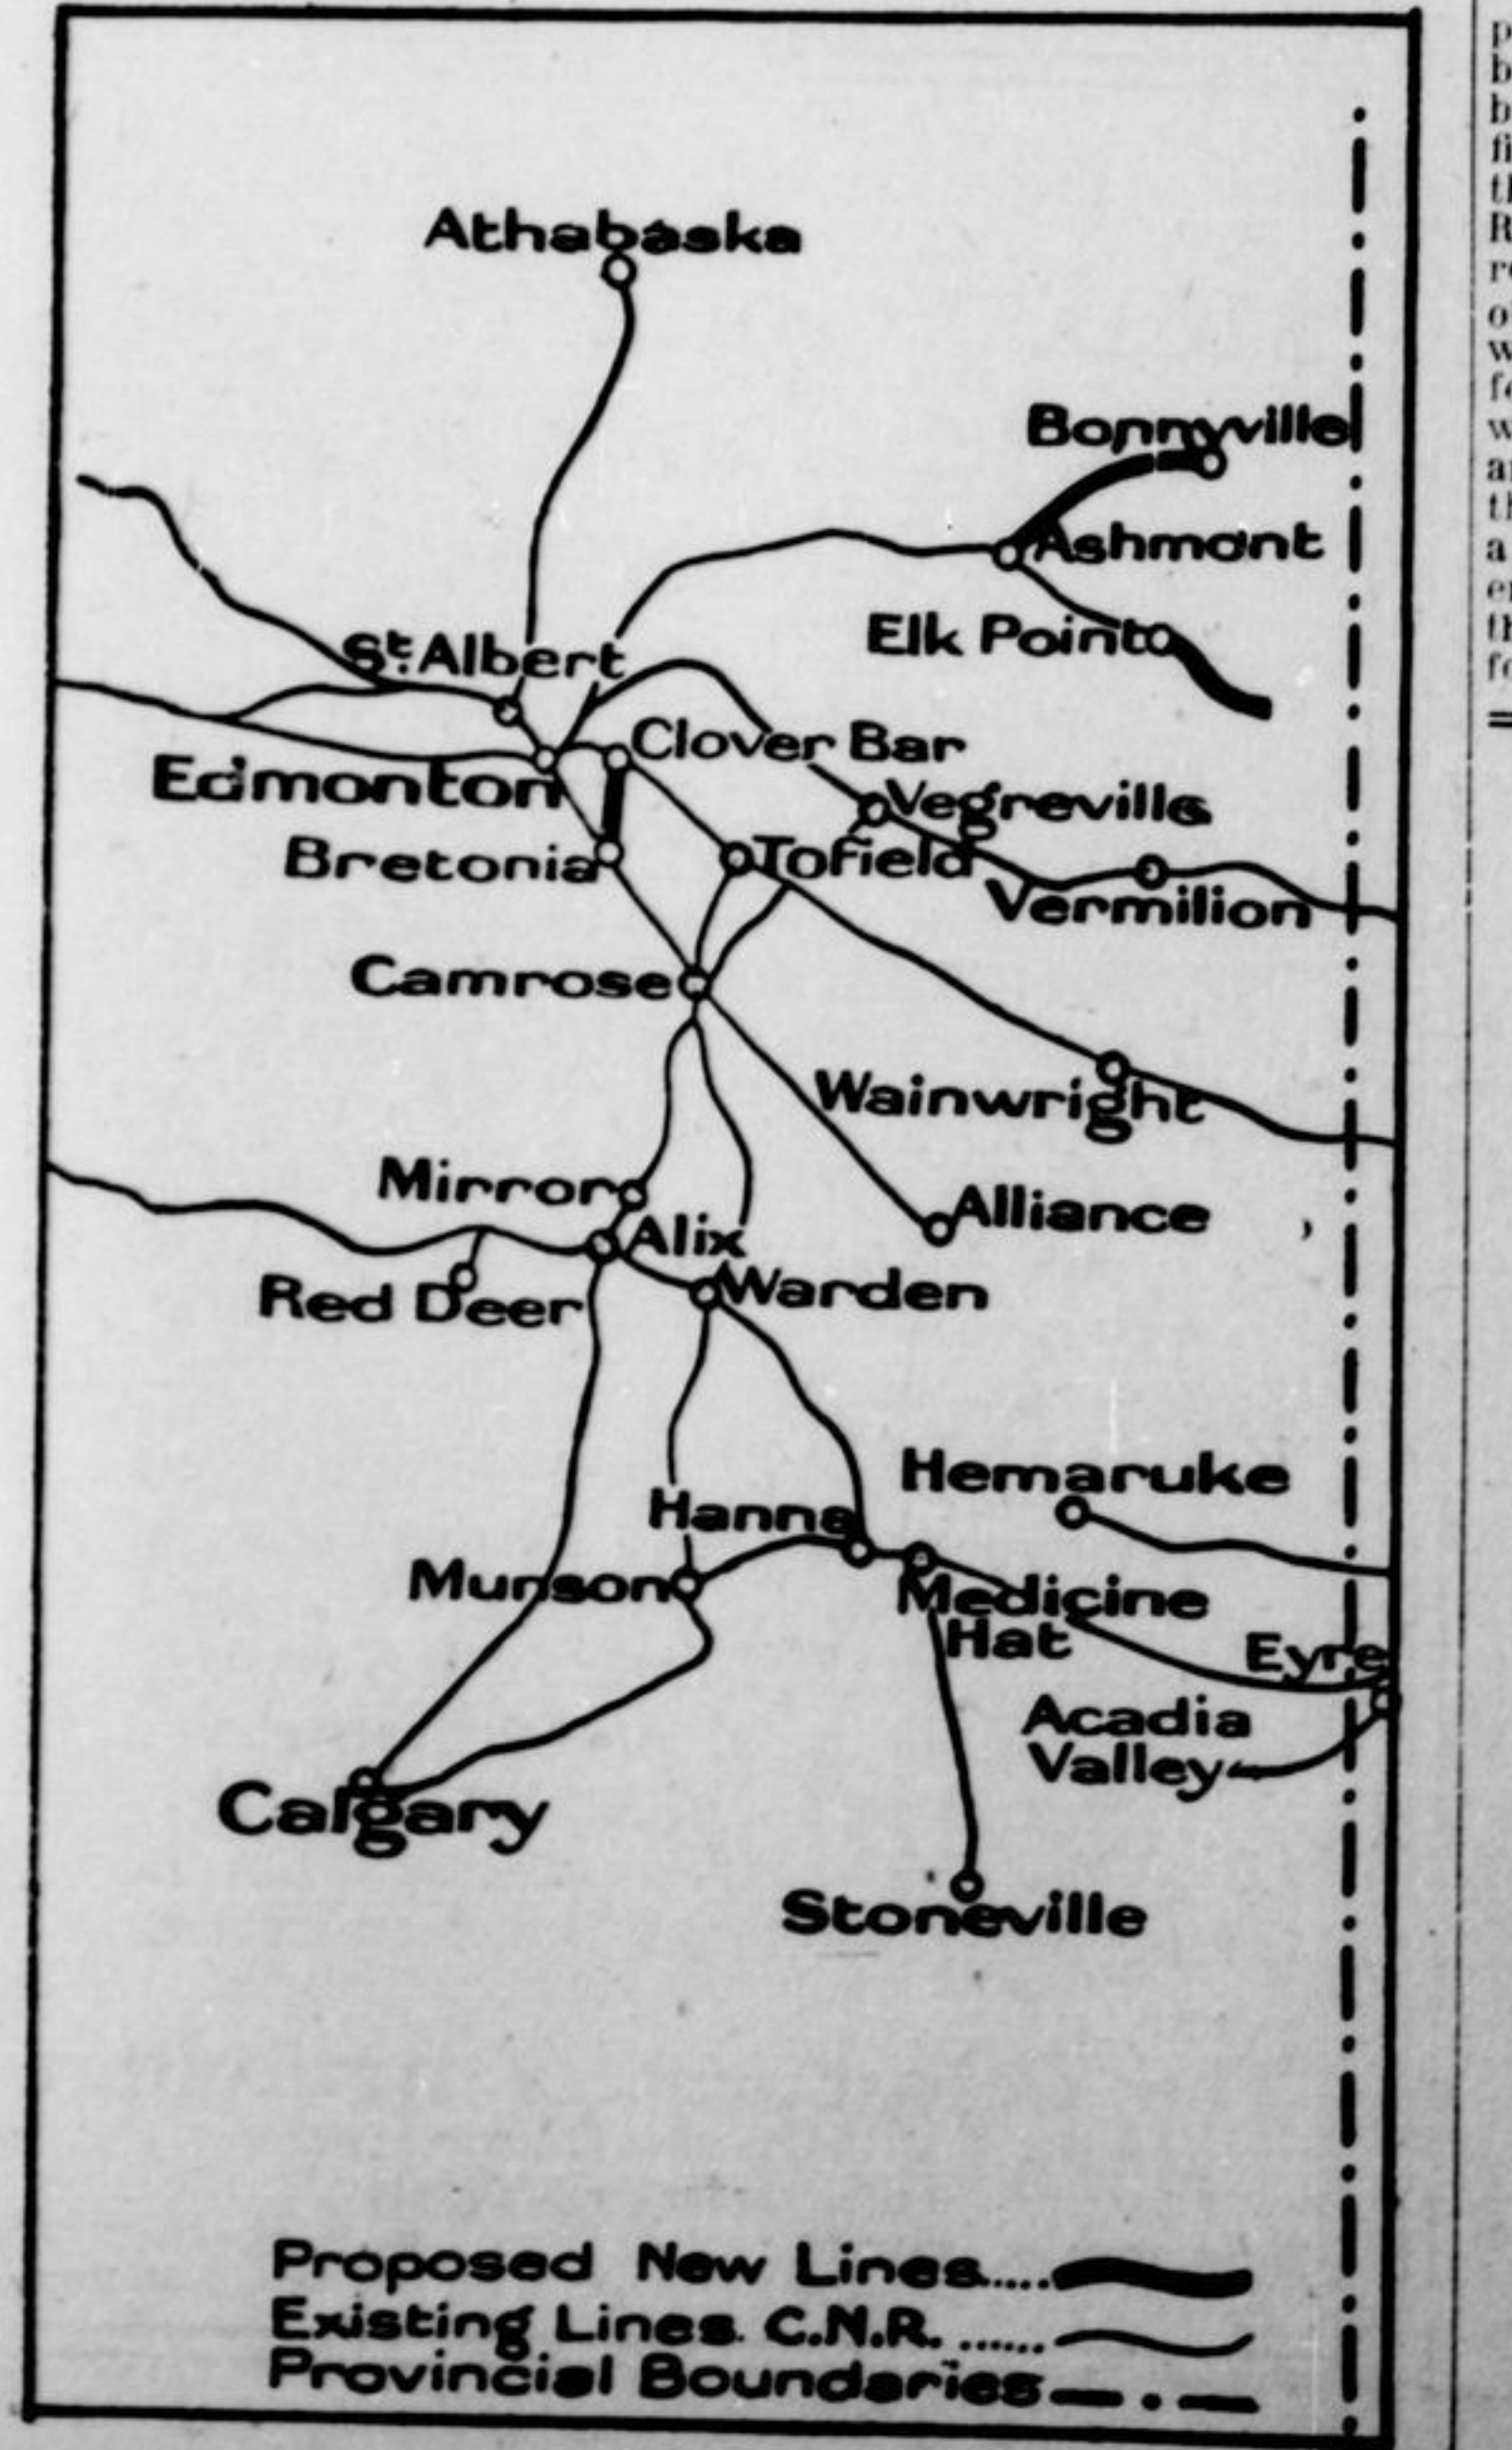 Athabaska
Bonnyville
Ashmont
Elk Point
St. Albert
Clover Bar
Edmonton
Vegreville
Bretonia
Tofield
Vermilion
Camrose
Wainwright
Mirror
Alliance
Alix
Red Deer
Warden
Hemaruke
Hanna
Munson
Medicine
Hat
Eyre
Acadia
Valley
Calgary
Stoneville
Proposed New Lines.....
Existing Lines. C.N.R. ......
Provincial Boundaries